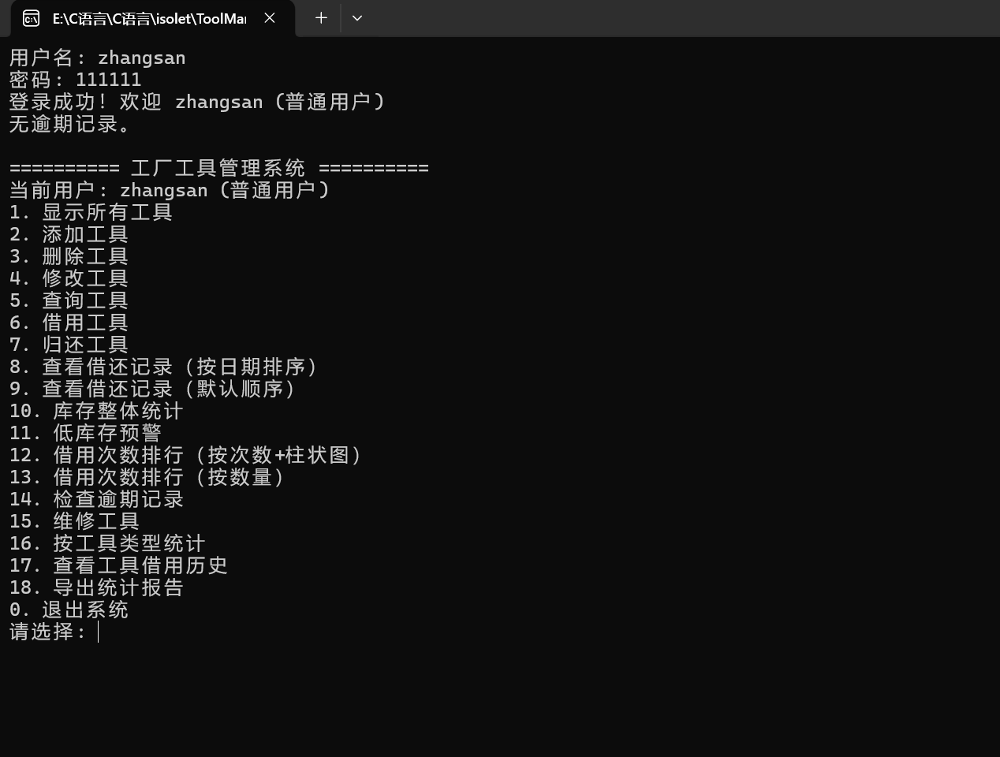 E:\C语言\C语言\isolet\ToolMa
用户名: zhangsan
密码: 111111
登录成功! 欢迎 zhangsan (普通用户)
无逾期记录。
========== 工厂工具管理系统 ==========
当前用户: zhangsan (普通用户)
1. 显示所有工具
2. 添加工具
3. 删除工具
4. 修改工具
5. 查询工具
6. 借用工具
7. 归还工具
8. 查看借还记录 (按日期排序)
9. 查看借还记录 (默认顺序)
10. 库存整体统计
11. 低库存预警
12. 借用次数排行 (按次数+柱状图)
13. 借用次数排行 (按数量)
14. 检查逾期记录
15. 维修工具
16. 按工具类型统计
17. 查看工具借用历史
18. 导出统计报告
0. 退出系统
请选择: